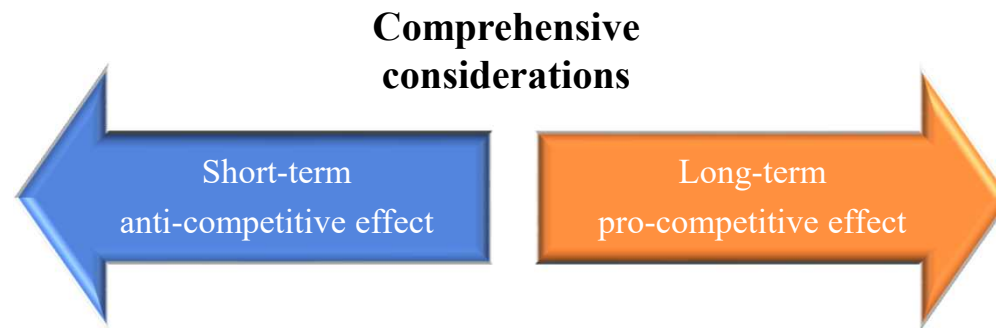 Comprehensive
considerations
Short-term
anti-competitive effect
Long-term
pro-competitive effect